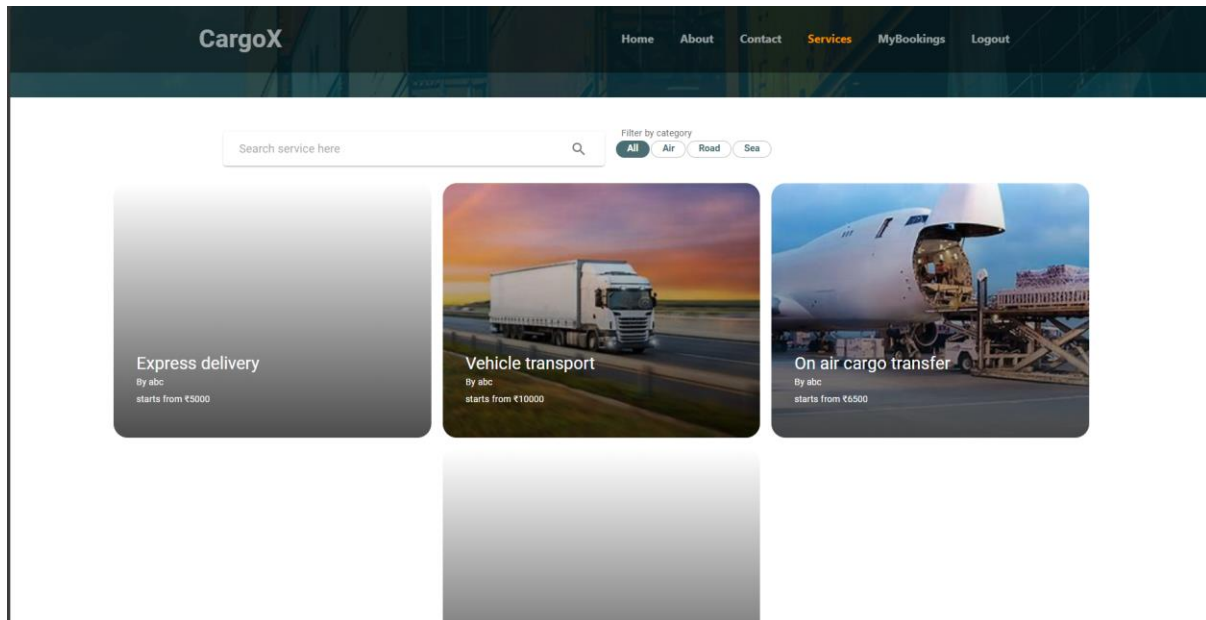 CargoX
Home About Contact Services MyBookings Logout
Search service here
Filter by category
All Air Road Sea
Express delivery
By abc
starts from ₹5000
Vehicle transport
By abc
starts from ₹10000
On air cargo transfer
By abc
starts from ₹6500